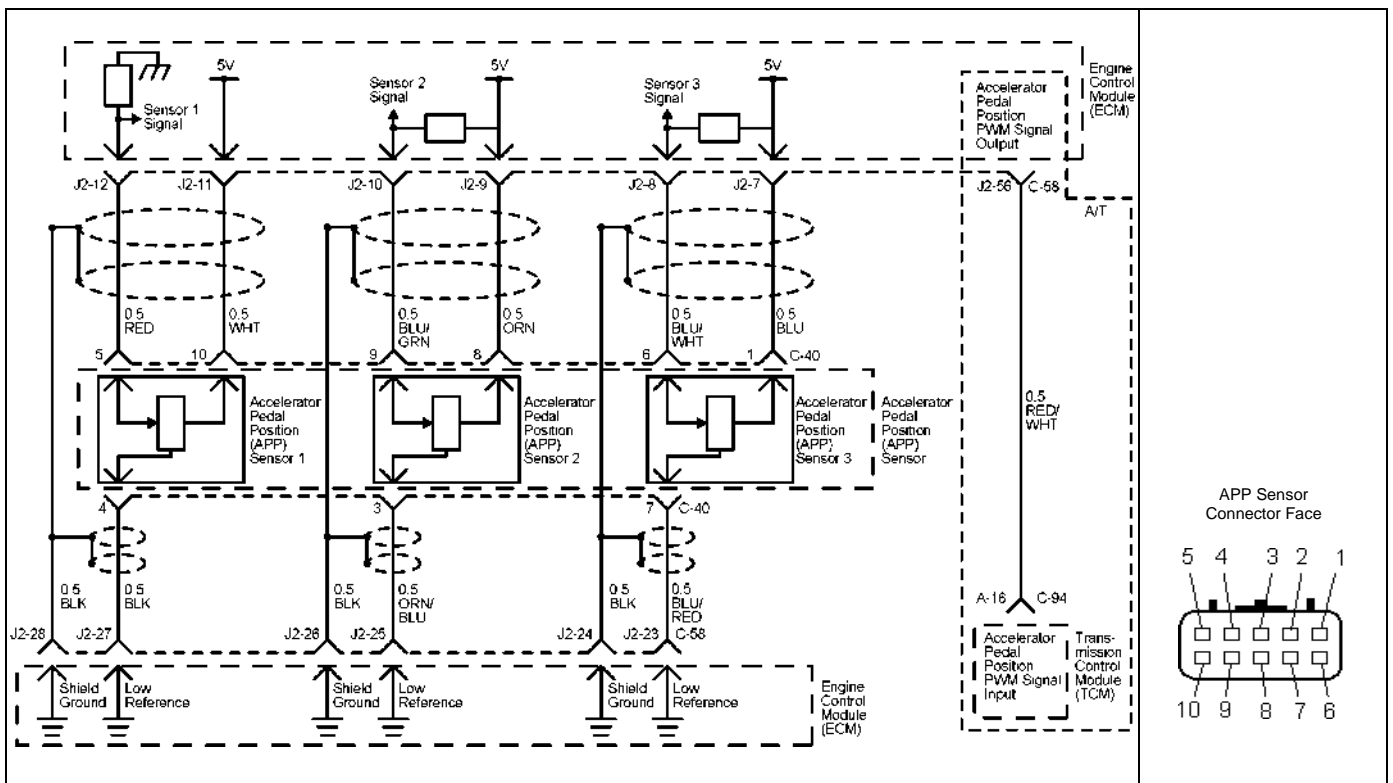 5V
5V
5V
Sensor 1
Signal
Sensor 2
Signal
Sensor 3
Signal
Accelerator
Pedal
Position
PWM Signal
Output
Engine
Control
Module
(ECM)
J2-12
J2-11
J2-10
J2-9
J2-8
J2-7
J2-56
C-58
A/T
0.5
RED
0.5
WHT
0.5
BLU/
GRN
0.5
ORN
0.5
BLU/
WHT
0.5
BLU
5
10
9
8
6
1
C-40
Accelerator
Pedal
Position
(APP)
Sensor 1
Accelerator
Pedal
Position
(APP)
Sensor 2
Accelerator
Pedal
Position
(APP)
Sensor 3
Accelerator
Pedal
Position
(APP)
Sensor
0.5
RED/
WHT
4
3
7
C-40
0.5
BLK
0.5
BLK
0.5
BLK
0.5
ORN/
BLU
0.5
BLK
0.5
BLU/
RED
J2-28
J2-27
J2-26
J2-25
J2-24
J2-23
C-58
A-16
C-94
Shield
Ground
Low
Reference
Shield
Ground
Low
Reference
Shield
Ground
Low
Reference
Engine
Control
Module
(ECM)
Accelerator
Pedal
Position
PWM Signal
Input
Trans-
mission
Control
Module
(TCM)
APP Sensor
Connector Face
5 4 3 2 1
10 9 8 7 6